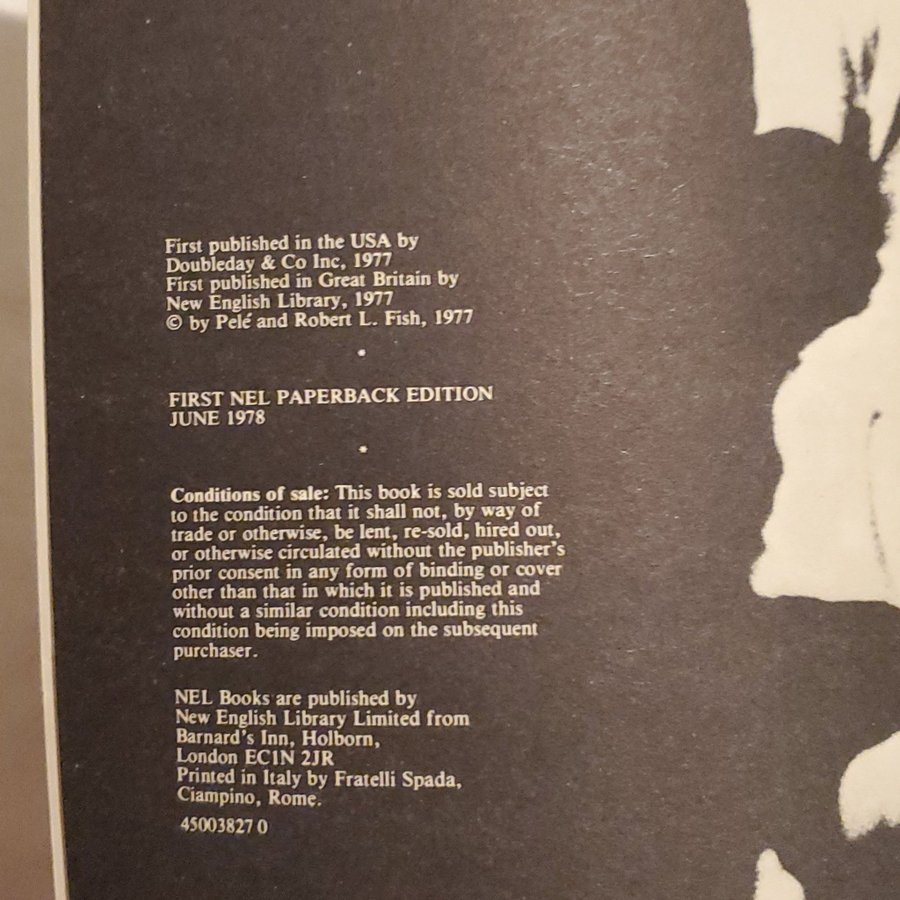 First published in the USA by
Doubleday & Co Inc, 1977
First published in Great Britain by
New English Library, 1977
© by Pelé and Robert L. Fish, 1977
•
FIRST NEL PAPERBACK EDITION
JUNE 1978
•
Conditions of sale: This book is sold subject
to the condition that it shall not, by way of
trade or otherwise, be lent, re-sold, hired out,
or otherwise circulated without the publisher's
prior consent in any form of binding or cover
other than that in which it is published and
without a similar condition including this
condition being imposed on the subsequent
purchaser.
NEL Books are published by
New English Library Limited from
Barnard's Inn, Holborn,
London EC1N 2JR
Printed in Italy by Fratelli Spada,
Ciampino, Rome.
45003827 0